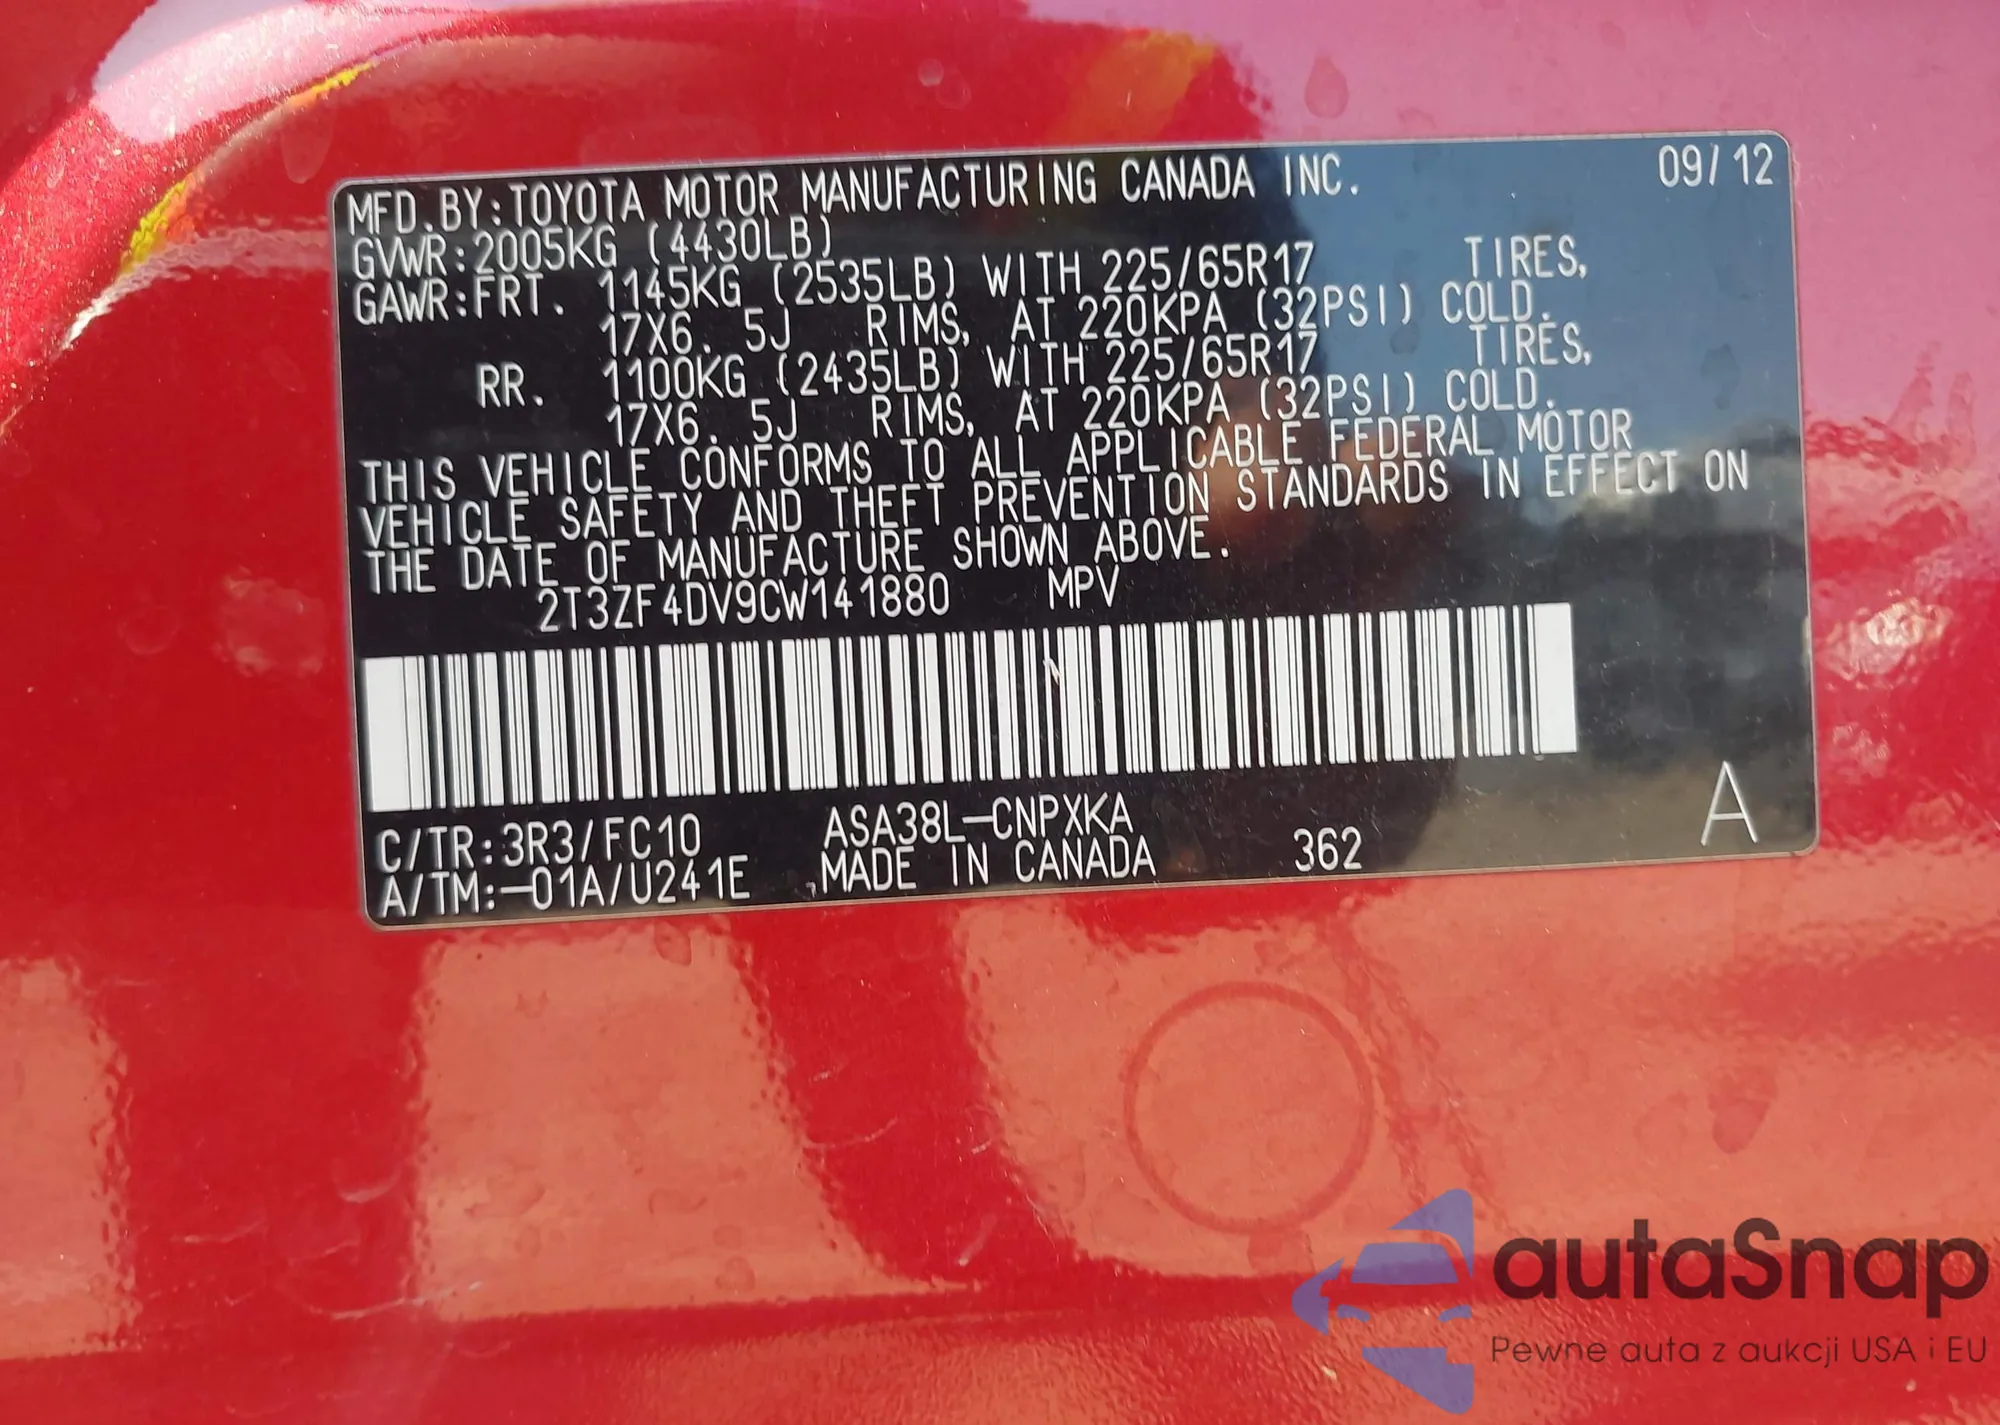 MFD.BY:TOYOTA MOTOR MANUFACTURING CANADA INC. 09/12
GVWR:2005KG (4430LB)
GAWR:FRT. 1145KG (2535LB) WITH 225/65R17 TIRES,
17X6. 5J RIMS, AT 220KPA (32PSI) COLD.
RR. 1100KG (2435LB) WITH 225/65R17 TIRES,
17X6. 5J RIMS, AT 220KPA (32PSI) COLD.
THIS VEHICLE CONFORMS TO ALL APPLICABLE FEDERAL MOTOR
VEHICLE SAFETY AND THEFT PREVENTION STANDARDS IN EFFECT ON
THE DATE OF MANUFACTURE SHOWN ABOVE.
2T3ZF4DV9CW141880 MPV
C/TR:3R3/FC10 ASA38L-CNPXKA
A/TM:-01A/U241E MADE IN CANADA 362 A
autaSnap
Pewne auta z aukcji USA i EU